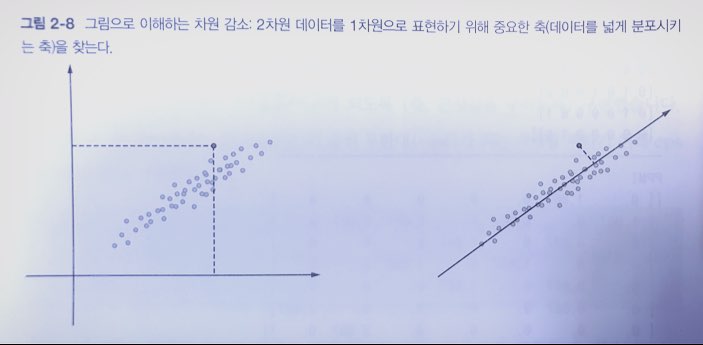 그림 2-8 그림으로 이해하는 차원 감소: 2차원 데이터를 1차원으로 표현하기 위해 중요한 축(데이터를 넓게 분포시키
는 축)을 찾는다.